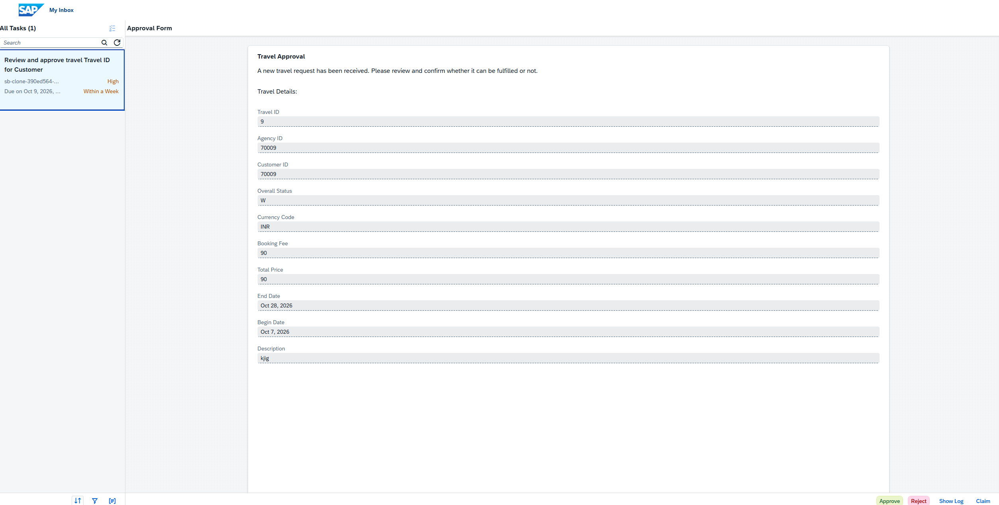 SAP My Inbox
All Tasks (1)
Search
Review and approve travel Travel ID
for Customer
sb-clone-390ed564-... High
Due on Oct 9, 2026, ... Within a Week
Approval Form
Travel Approval
A new travel request has been received. Please review and confirm whether it can be fulfilled or not.
Travel Details:
Travel ID
9
Agency ID
70009
Customer ID
70009
Overall Status
W
Currency Code
INR
Booking Fee
90
Total Price
90
End Date
Oct 28, 2026
Begin Date
Oct 7, 2026
Description
kjig
Approve Reject Show Log Claim